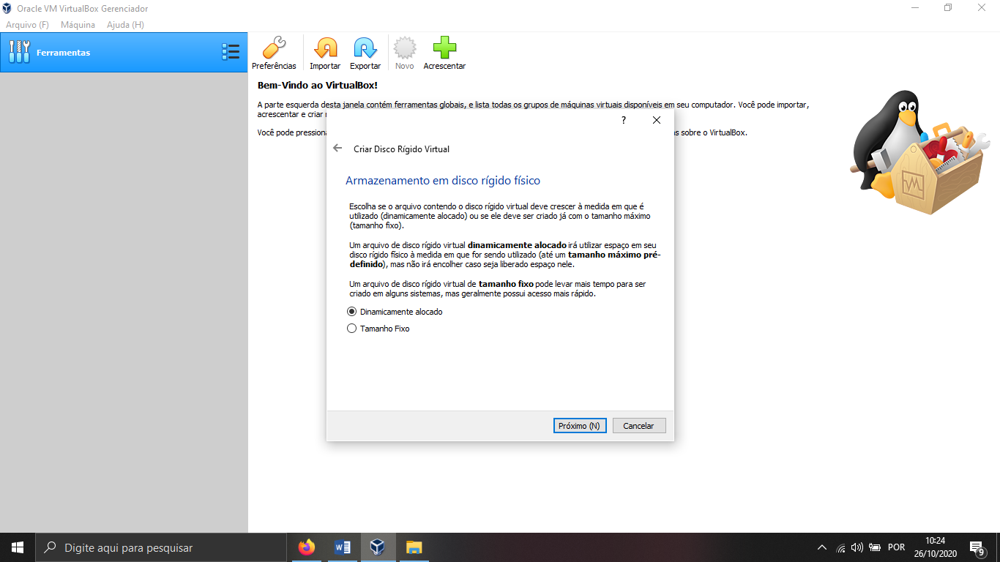 Oracle VM VirtualBox Gerenciador
Arquivo (F) Máquina Ajuda (H)
Ferramentas
Preferências Importar Exportar Novo Acrescentar
Bem-Vindo ao VirtualBox!
A parte esquerda desta janela contém ferramentas globais, e lista todas os grupos de máquinas virtuais disponíveis em seu computador. Você pode importar,
acrescentar e criar
Você pode pressiona
sobre o VirtualBox.
?
Criar Disco Rígido Virtual
Armazenamento em disco rígido físico
Escolha se o arquivo contendo o disco rígido virtual deve crescer à medida em que é
utilizado (dinamicamente alocado) ou se ele deve ser criado já com o tamanho máximo
(tamanho fixo).
Um arquivo de disco rígido virtual dinamicamente alocado irá utilizar espaço em seu
disco rígido físico à medida em que for sendo utilizado (até um tamanho máximo pré-
definido), mas não irá encolher caso seja liberado espaço nele.
Um arquivo de disco rígido virtual de tamanho fixo pode levar mais tempo para ser
criado em alguns sistemas, mas geralmente possui acesso mais rápido.
Dinamicamente alocado
Tamanho Fixo
Próximo (N) Cancelar
Digite aqui para pesquisar
POR
10:24
26/10/2020
9